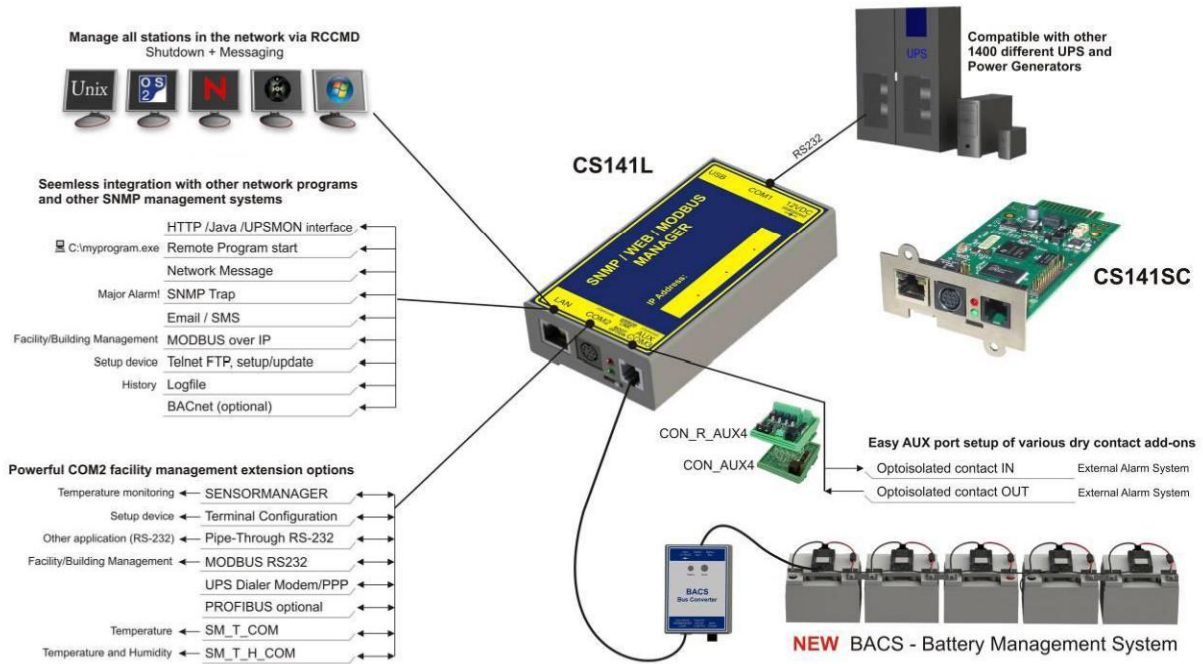 Manage all stations in the network via RCCMD
Shutdown + Messaging
Unix
OS
2
N
Compatible with other
1400 different UPS and
Power Generators
UPS
RS232
CS141L
USB
COM1
12VDC
SNMP / WEB / MODBUS
MANAGER
IP Address:
LAN
COM2
AUX
COM3
CS141SC
Seemless integration with other network programs
and other SNMP management systems
HTTP /Java /UPSMON interface
C:\myprogram.exe Remote Program start
Network Message
Major Alarm! SNMP Trap
Email / SMS
Facility/Building Management MODBUS over IP
Setup device Telnet FTP, setup/update
History Logfile
BACnet (optional)
CON_R_AUX4
CON_AUX4
Easy AUX port setup of various dry contact add-ons
Optoisolated contact IN External Alarm System
Optoisolated contact OUT External Alarm System
Powerful COM2 facility management extension options
Temperature monitoring SENSORMANAGER
Setup device Terminal Configuration
Other application (RS-232) Pipe-Through RS-232
Facility/Building Management MODBUS RS232
UPS Dialer Modem/PPP
PROFIBUS optional
Temperature SM_T_COM
Temperature and Humidity SM_T_H_COM
BACS
Bus Converter
NEW BACS - Battery Management System